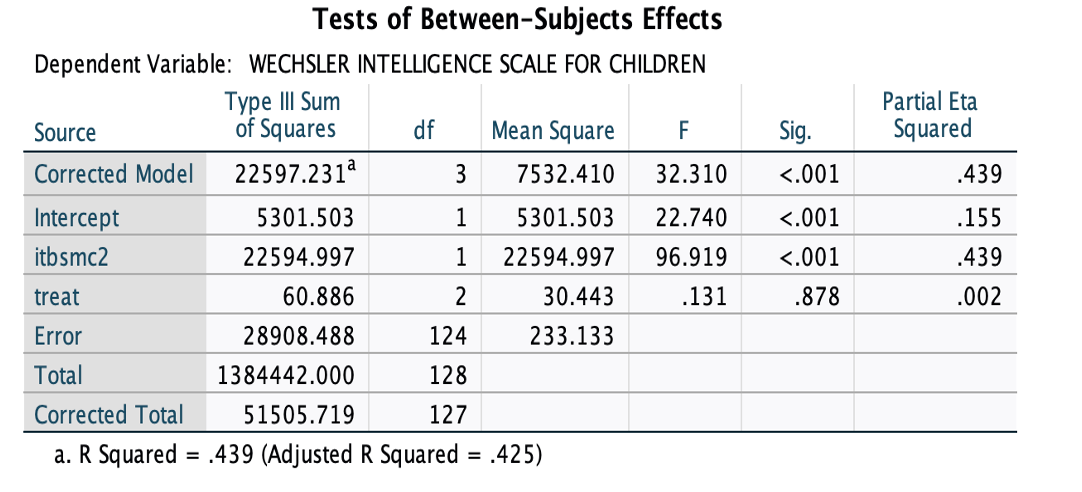 Tests of Between-Subjects Effects
Dependent Variable: WECHSLER INTELLIGENCE SCALE FOR CHILDREN
Source Type III Sum of Squares df Mean Square F Sig. Partial Eta Squared
Corrected Model 22597.231a 3 7532.410 32.310 <.001 .439
Intercept 5301.503 1 5301.503 22.740 <.001 .155
itbsmc2 22594.997 1 22594.997 96.919 <.001 .439
treat 60.886 2 30.443 .131 .878 .002
Error 28908.488 124 233.133
Total 1384442.000 128
Corrected Total 51505.719 127
a. R Squared = .439 (Adjusted R Squared = .425)